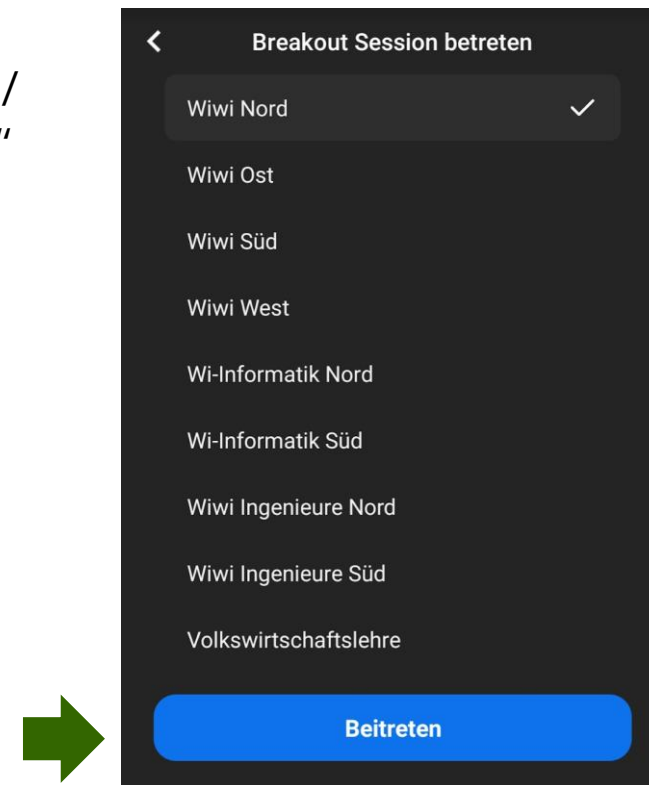 Breakout Session betreten
/
"
Wiwi Nord
Wiwi Ost
Wiwi Süd
Wiwi West
Wi-Informatik Nord
Wi-Informatik Süd
Wiwi Ingenieure Nord
Wiwi Ingenieure Süd
Volkswirtschaftslehre
Beitreten